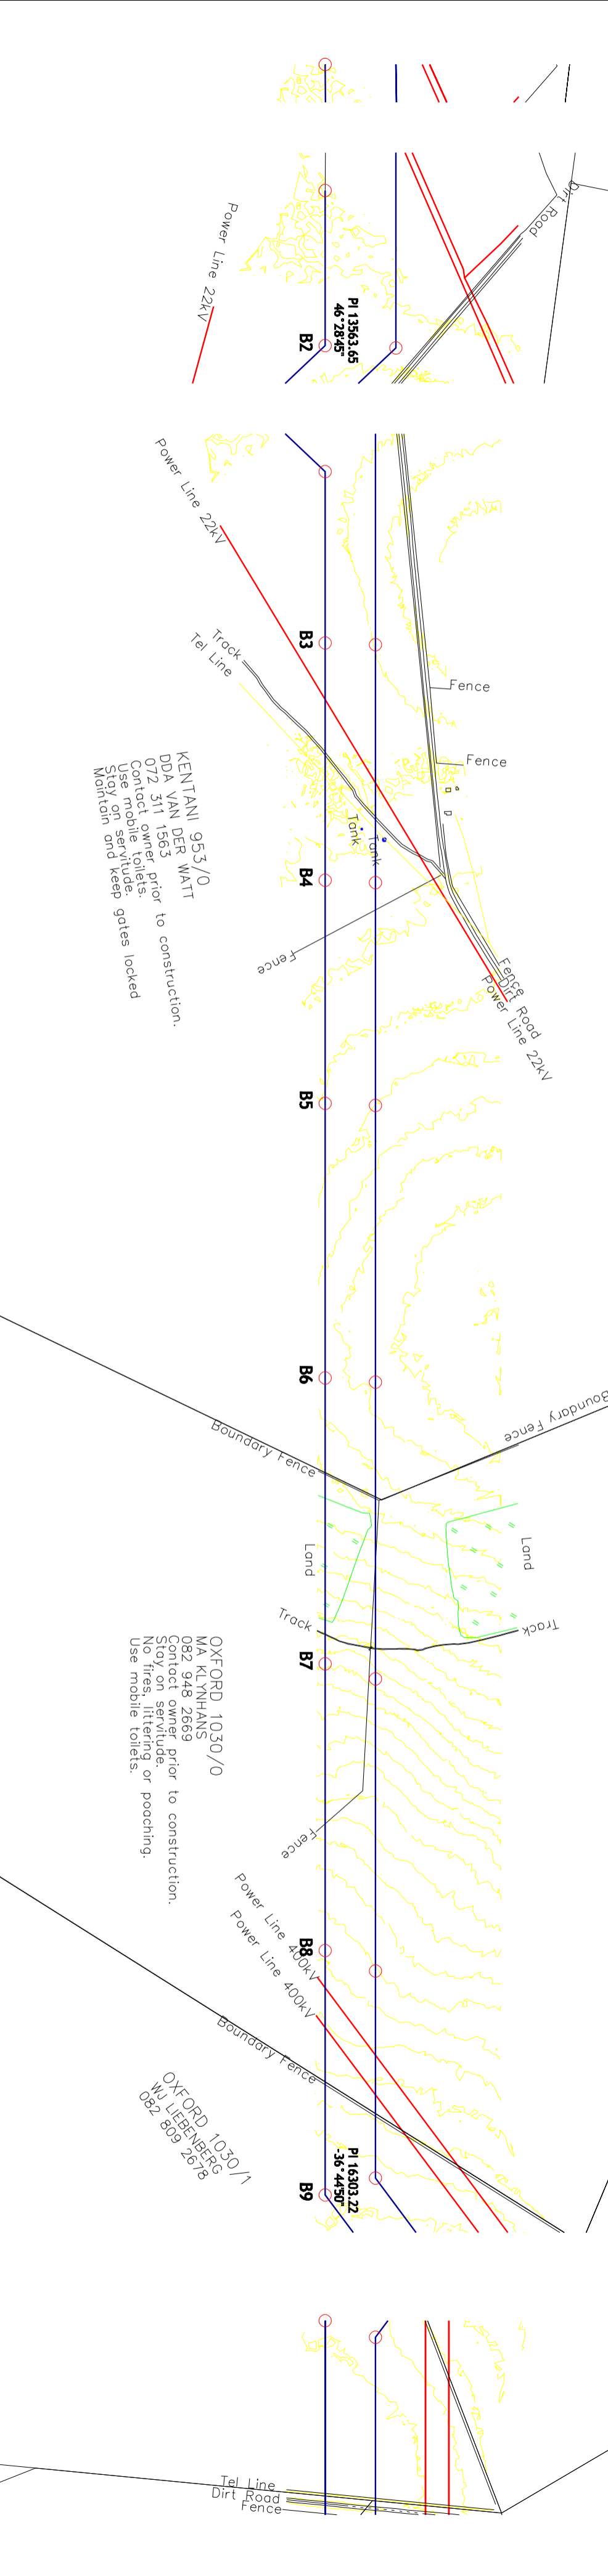 Dirt Road
Power Line 22kV
PI 13563.65
46°28'45"
B2
Power Line 22kV
B3
Track
Tel Line
Fence
Fence
KENTANI 953/0
DDA VAN DER WATT
072 311 1563
Contact owner prior to construction.
Use mobile toilets.
Stay on servitude.
Maintain and keep gates locked
Tank
Tank
B4
Fence
Fence
Dirt Road
Power Line 22kV
B5
B6
Boundary Fence
Boundary Fence
Land
Land
Track
Track
B7
OXFORD 1030/0
MA KLYNHANS
082 948 2669
Contact owner prior to construction.
Stay on servitude.
No fires, littering or poaching.
Use mobile toilets.
Fence
Power Line 400kV
Power Line 400kV
B8
Boundary Fence
OXFORD 1030/1
WJ LIEBENBERG
082 809 2678
PI 16303.22
-36°44'50"
B9
Tel Line
Dirt Road
Fence